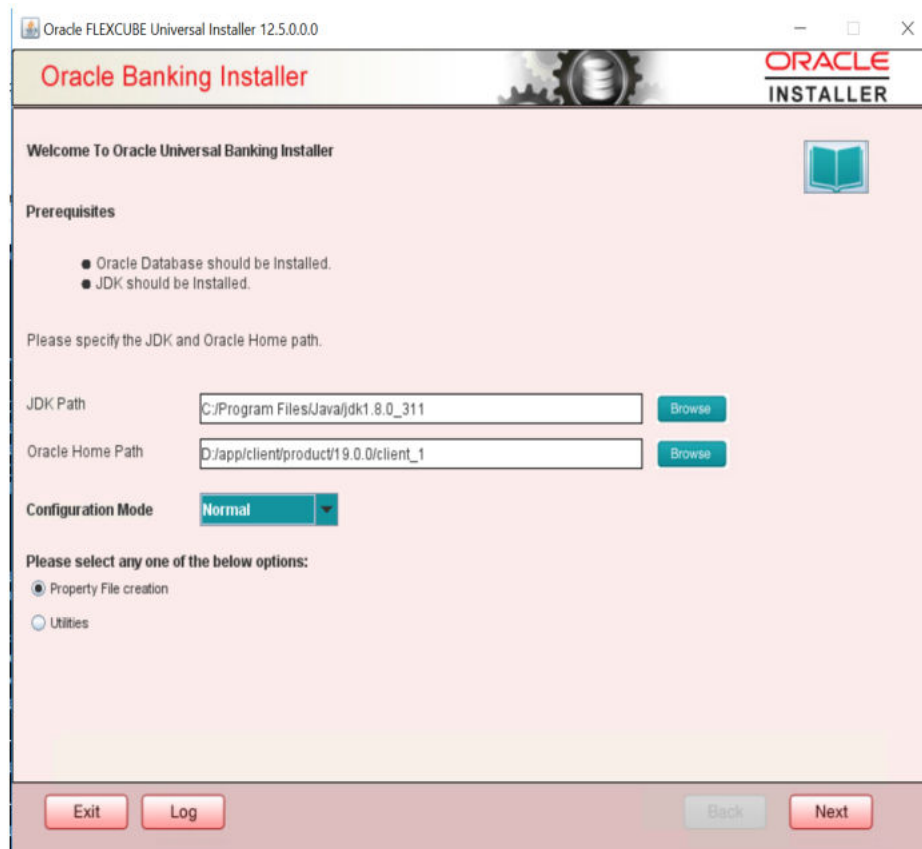 Oracle FLEXCUBE Universal Installer 12.5.0.0.0
Oracle Banking Installer
ORACLE
INSTALLER
Welcome To Oracle Universal Banking Installer
Prerequisites
Oracle Database should be Installed.
JDK should be Installed.
Please specify the JDK and Oracle Home path.
JDK Path C:/Program Files/Java/jdk1.8.0_311 Browse
Oracle Home Path D:/app/client/product/19.0.0/client_1 Browse
Configuration Mode Normal
Please select any one of the below options:
Property File creation
Utilities
Exit Log Back Next